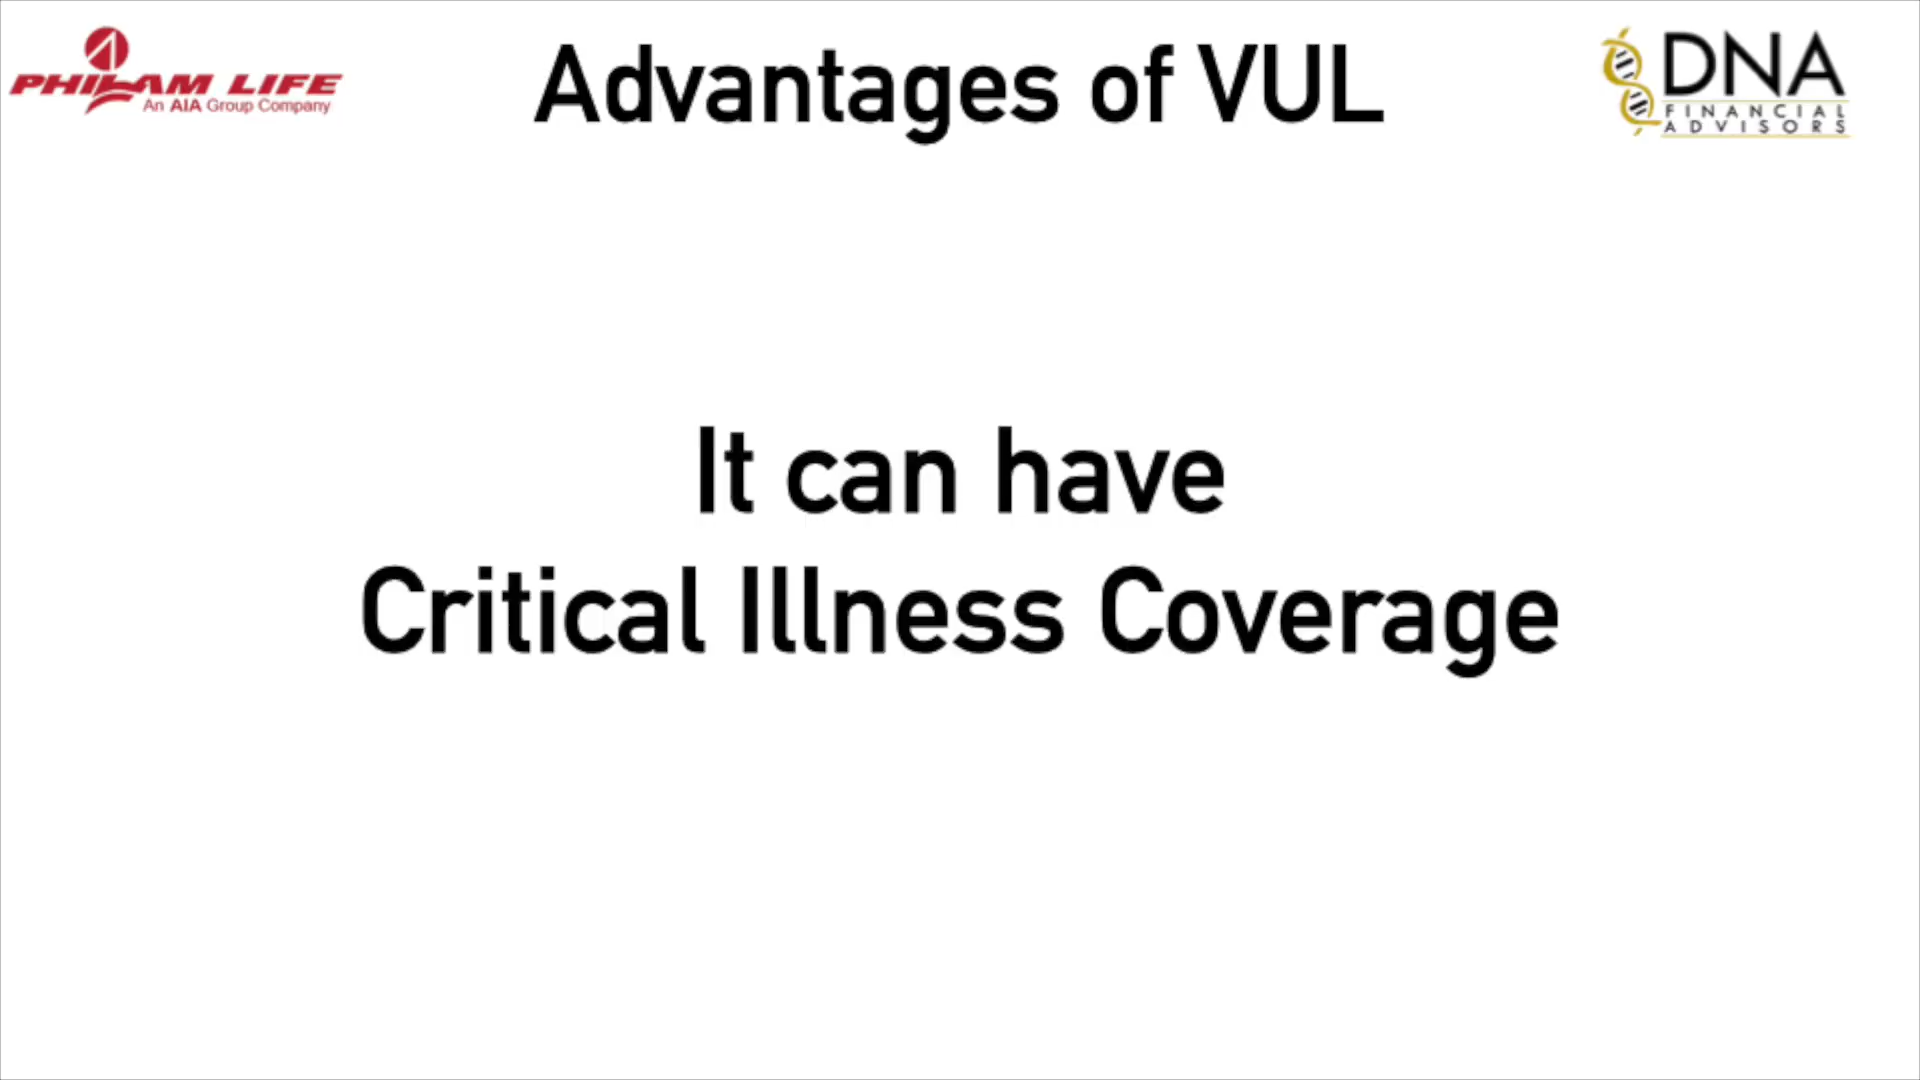 PHILAM LIFE
An AIA Group Company
Advantages of VUL
DNA
FINANCIAL
ADVISORS
It can have
Critical Illness Coverage